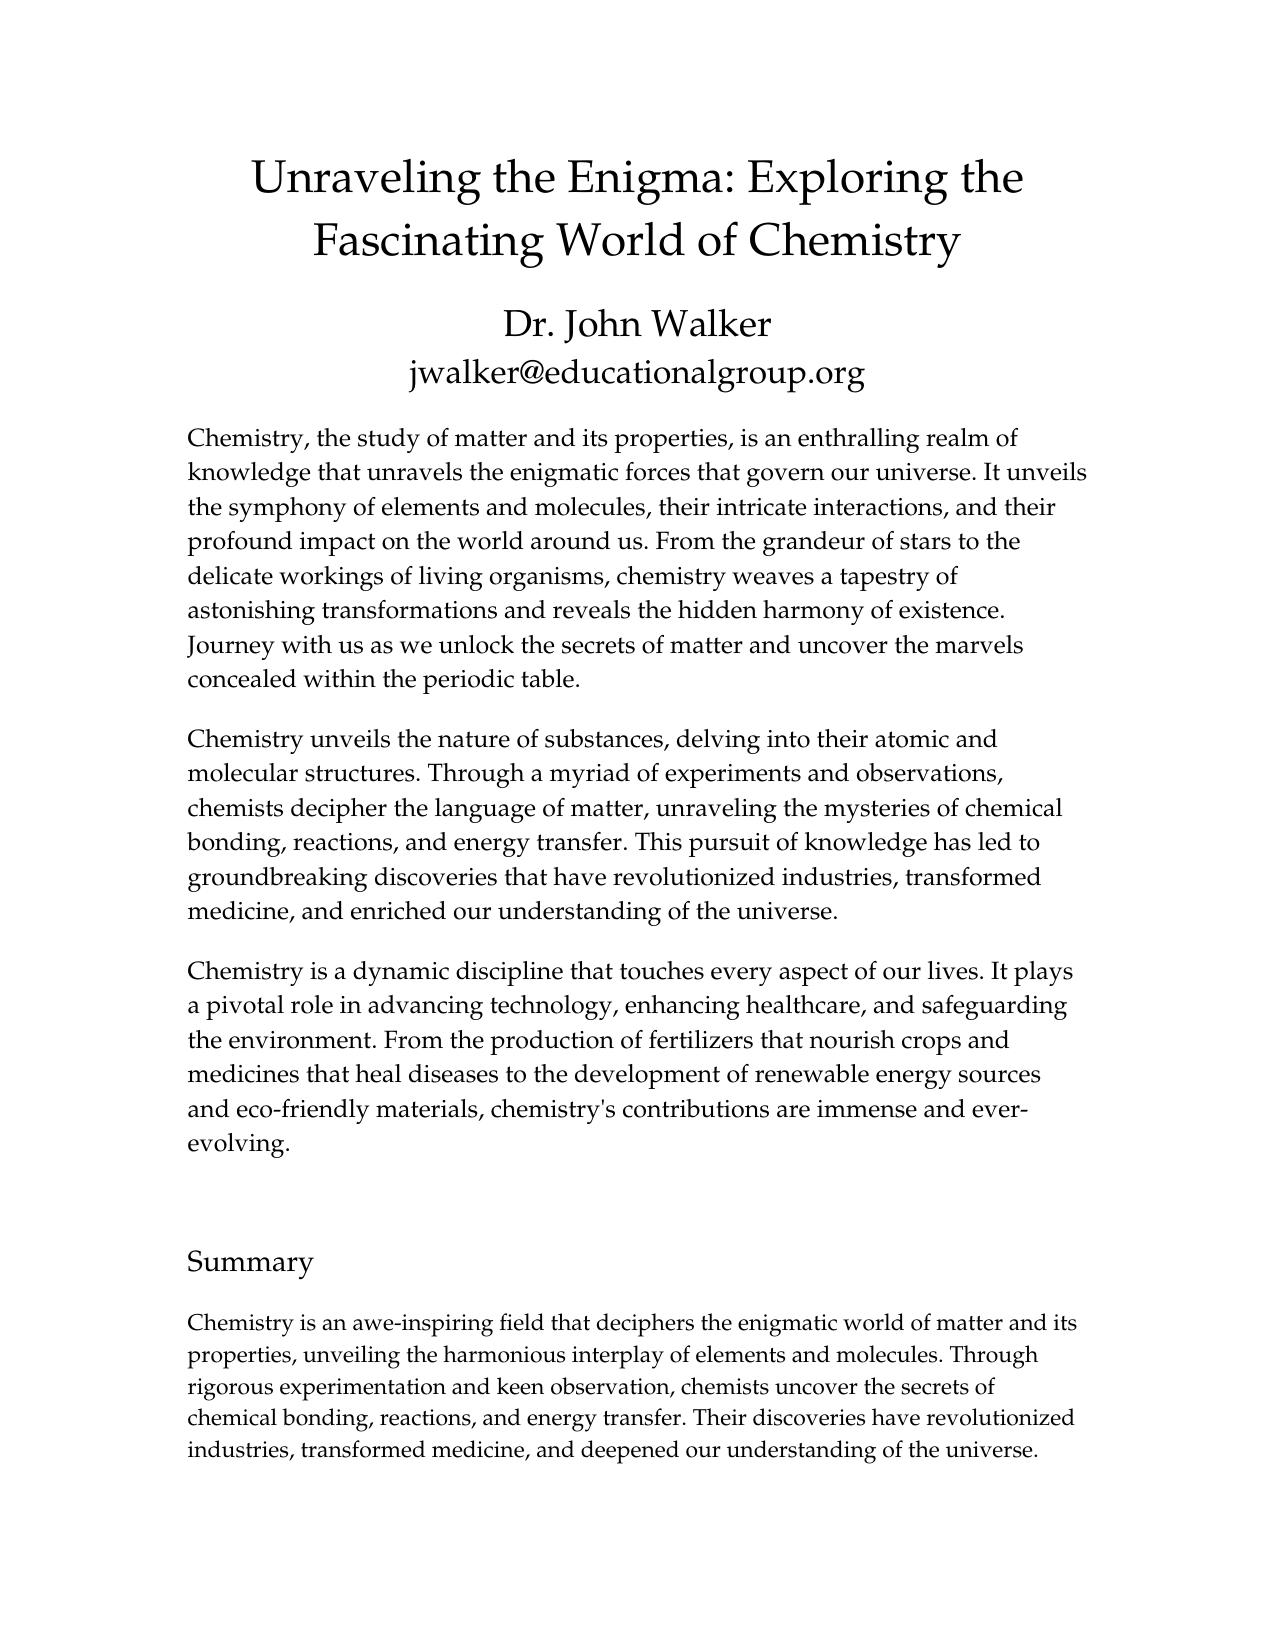 Unraveling the Enigma: Exploring the
Fascinating World of Chemistry
Dr. John Walker
jwalker@educationalgroup.org
Chemistry, the study of matter and its properties, is an enthralling realm of
knowledge that unravels the enigmatic forces that govern our universe. It unveils
the symphony of elements and molecules, their intricate interactions, and their
profound impact on the world around us. From the grandeur of stars to the
delicate workings of living organisms, chemistry weaves a tapestry of
astonishing transformations and reveals the hidden harmony of existence.
Journey with us as we unlock the secrets of matter and uncover the marvels
concealed within the periodic table.
Chemistry unveils the nature of substances, delving into their atomic and
molecular structures. Through a myriad of experiments and observations,
chemists decipher the language of matter, unraveling the mysteries of chemical
bonding, reactions, and energy transfer. This pursuit of knowledge has led to
groundbreaking discoveries that have revolutionized industries, transformed
medicine, and enriched our understanding of the universe.
Chemistry is a dynamic discipline that touches every aspect of our lives. It plays
a pivotal role in advancing technology, enhancing healthcare, and safeguarding
the environment. From the production of fertilizers that nourish crops and
medicines that heal diseases to the development of renewable energy sources
and eco-friendly materials, chemistry's contributions are immense and ever-
evolving.
Summary
Chemistry is an awe-inspiring field that deciphers the enigmatic world of matter and its
properties, unveiling the harmonious interplay of elements and molecules. Through
rigorous experimentation and keen observation, chemists uncover the secrets of
chemical bonding, reactions, and energy transfer. Their discoveries have revolutionized
industries, transformed medicine, and deepened our understanding of the universe.